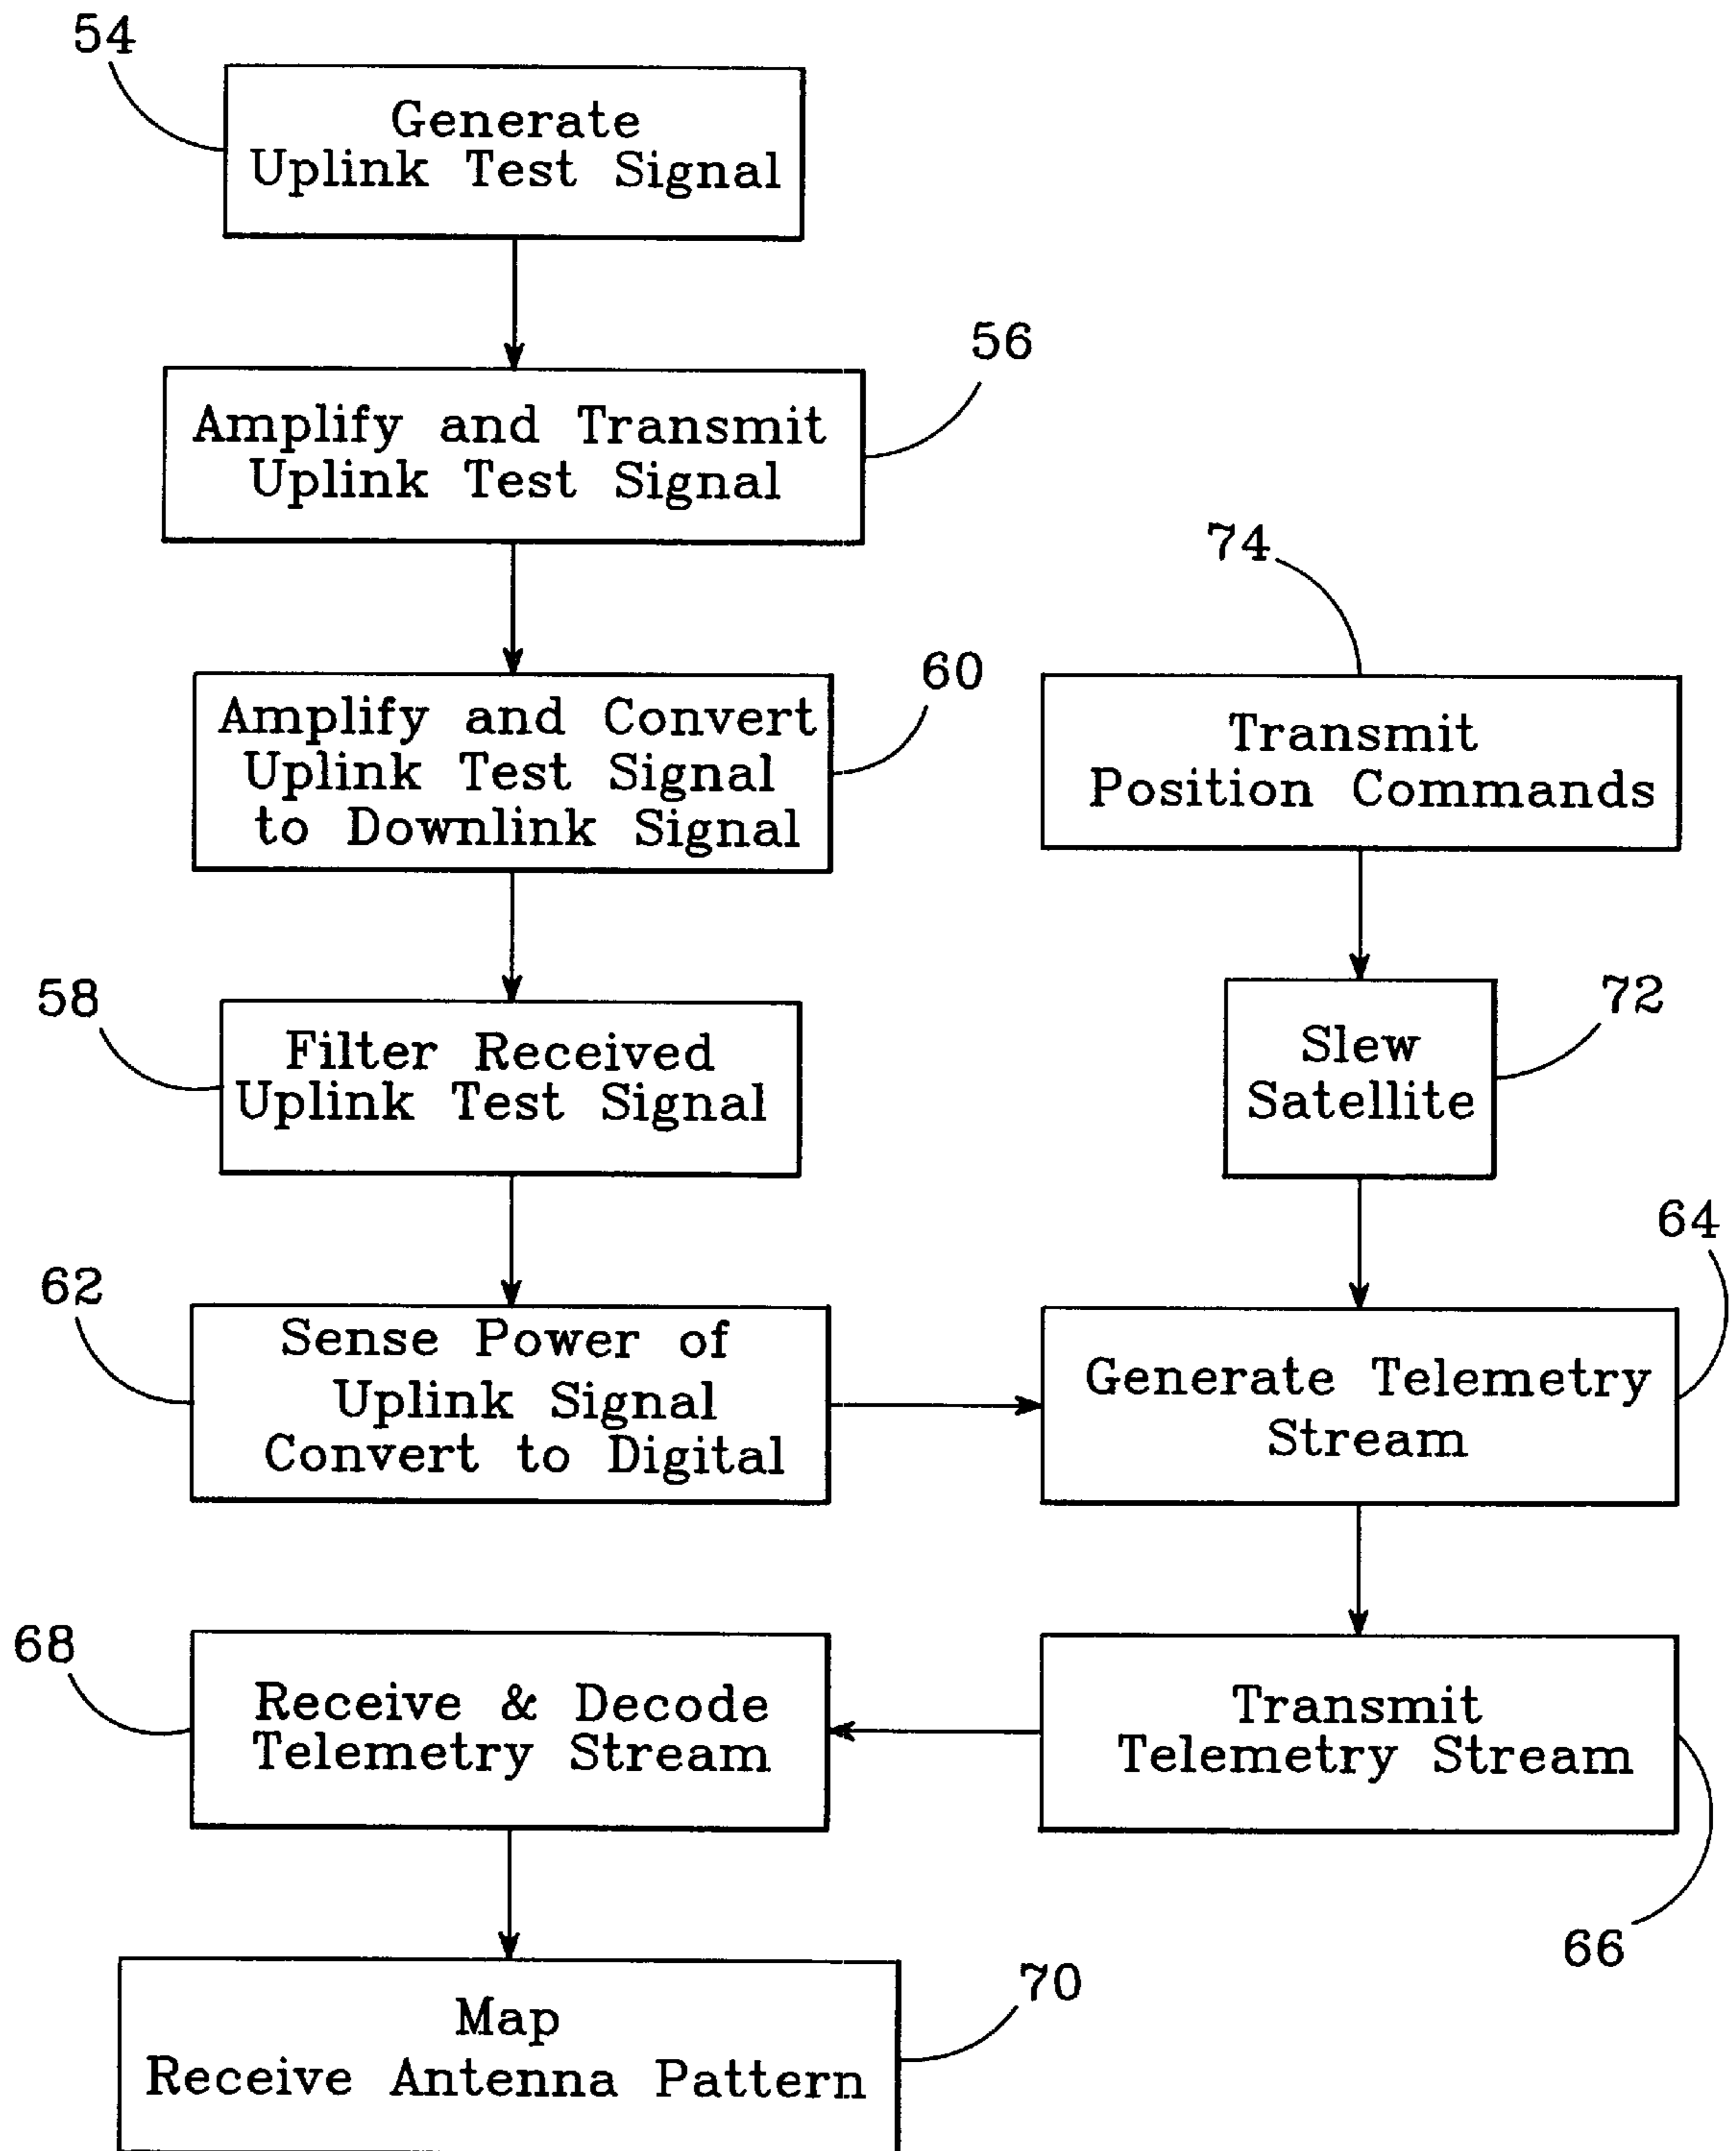 54
Generate
Uplink Test Signal
56
Amplify and Transmit
Uplink Test Signal
74
60
Amplify and Convert
Uplink Test Signal
to Downlink Signal
Transmit
Position Commands
58
Filter Received
Uplink Test Signal
72
Slew
Satellite
64
62
Sense Power of
Uplink Signal
Convert to Digital
Generate Telemetry
Stream
68
Receive & Decode
Telemetry Stream
Transmit
Telemetry Stream
66
70
Map
Receive Antenna Pattern